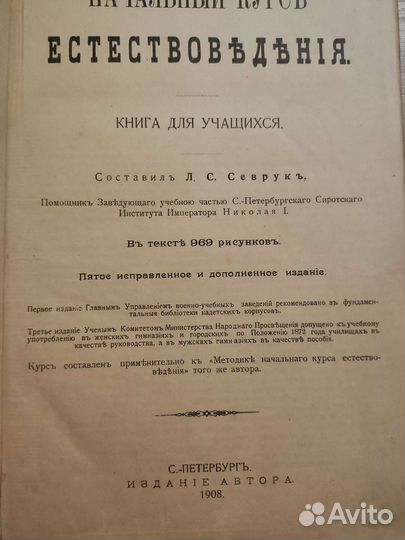 НАЧАЛЬНЫЙ КУРСЪ
ЕСТЕСТВОВѢДѢНІЯ.
КНИГА ДЛЯ УЧАЩИХСЯ.
Составилъ Л. С. Севрукъ,
Помощникъ Завѣдующаго учебною частью С.-Петербургскаго Сиротскаго
Института Императора Николая I.
Въ текстѣ 969 рисунковъ.
Пятое исправленное и дополненное изданіе.
Первое изданіе Главнымъ Управленіемъ военно-учебныхъ заведеній рекомендовано въ фундамен-
тальныя библіотеки кадетскихъ корпусовъ.
Третье изданіе Ученымъ Комитетомъ Министерства Народнаго Просвѣщенія допущено къ учебному
употребленію въ женскихъ гимназіяхъ и городскихъ по Положенію 1872 года училищахъ въ
качествѣ руководства, а въ мужскихъ гимназіяхъ въ качествѣ пособія.
Курсъ составленъ примѣнительно къ «Методикѣ начальнаго курса естество-
вѣдѣнія» того же автора.
С.-ПЕТЕРБУРГЪ.
ИЗДАНІЕ АВТОРА.
1908.
Avito